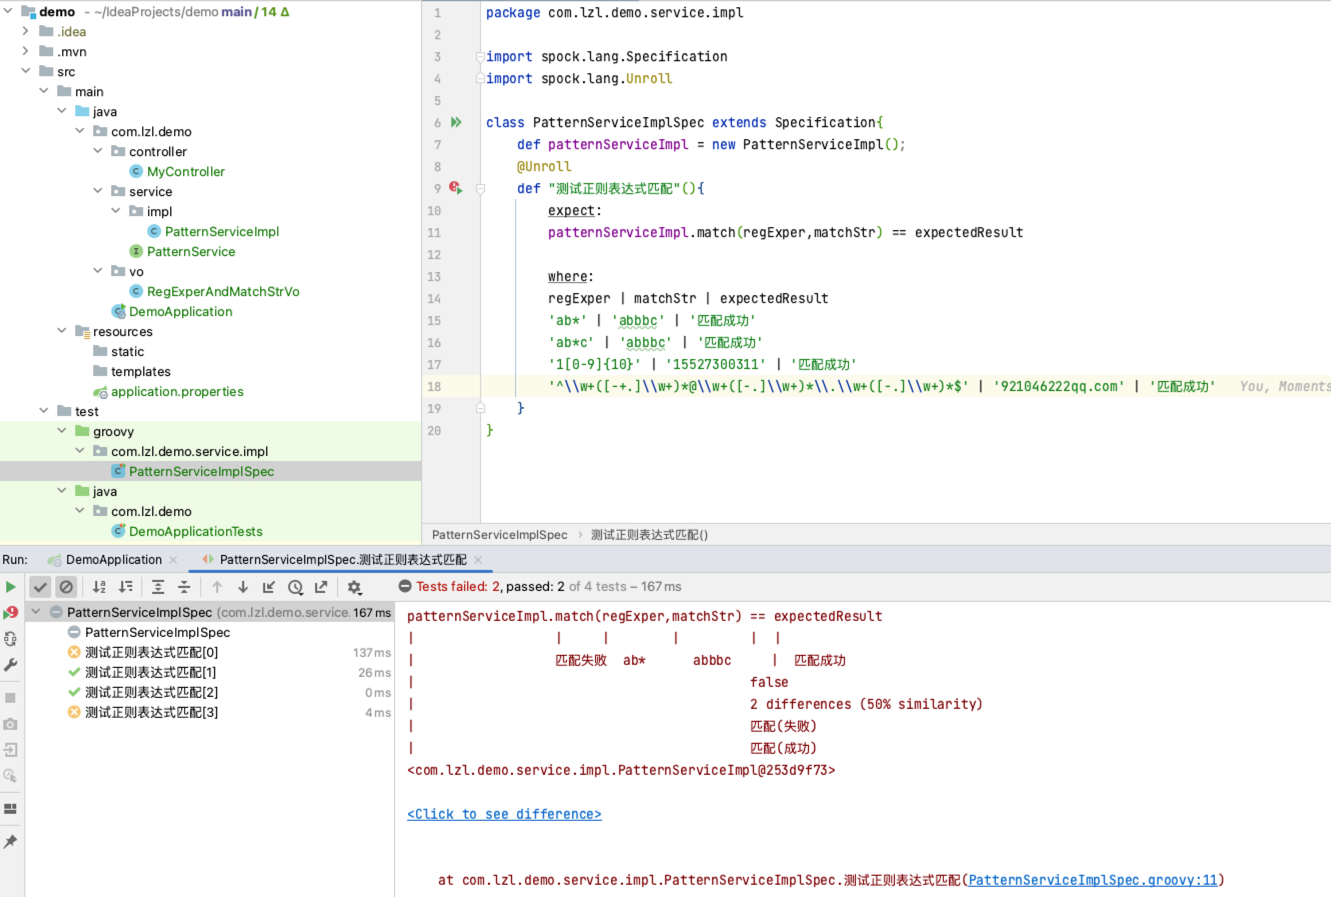 demo - ~/IdeaProjects/demo main / 14 Δ
.idea
.mvn
src
main
java
com.lzl.demo
controller
MyController
service
impl
PatternServiceImpl
PatternService
vo
RegExperAndMatchStrVo
DemoApplication
resources
static
templates
application.properties
test
groovy
com.lzl.demo.service.impl
PatternServiceImplSpec
java
com.lzl.demo
DemoApplicationTests
1 package com.lzl.demo.service.impl
2
3 import spock.lang.Specification
4 import spock.lang.Unroll
5
6 class PatternServiceImplSpec extends Specification{
7 def patternServiceImpl = new PatternServiceImpl();
8 @Unroll
9 def "测试正则表达式匹配"(){
10 expect:
11 patternServiceImpl.match(regExper,matchStr) == expectedResult
12
13 where:
14 regExper | matchStr | expectedResult
15 'ab*' | 'abbbc' | '匹配成功'
16 'ab*c' | 'abbbc' | '匹配成功'
17 '1[0-9]{10}' | '15527300311' | '匹配成功'
18 '^\\w+([-+.]\\w+)*@\\w+([-.]\\w+)*\\.\\w+([-.]\\w+)*$' | '921046222qq.com' | '匹配成功' You, Moments
19 }
20 }
PatternServiceImplSpec › 测试正则表达式匹配()
Run: DemoApplication × PatternServiceImplSpec.测试正则表达式匹配 ×
Tests failed: 2, passed: 2 of 4 tests – 167 ms
PatternServiceImplSpec (com.lzl.demo.service. 167 ms
PatternServiceImplSpec
测试正则表达式匹配[0] 137 ms
测试正则表达式匹配[1] 26 ms
测试正则表达式匹配[2] 0 ms
测试正则表达式匹配[3] 4 ms
patternServiceImpl.match(regExper,matchStr) == expectedResult
| | | | | |
| 匹配失败 ab* abbbc | 匹配成功
| false
| 2 differences (50% similarity)
| 匹配(失败)
| 匹配(成功)
<com.lzl.demo.service.impl.PatternServiceImpl@253d9f73>
<Click to see difference>
at com.lzl.demo.service.impl.PatternServiceImplSpec.测试正则表达式匹配(PatternServiceImplSpec.groovy:11)